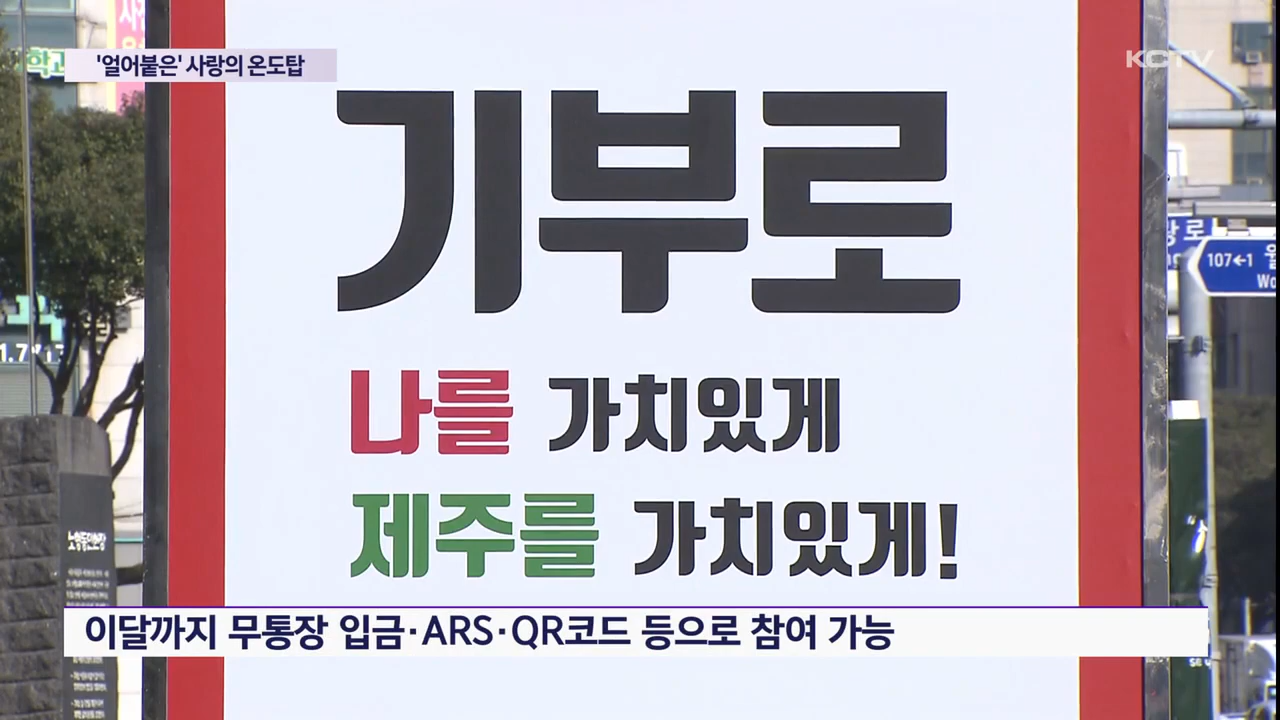 '얼어붙은' 사랑의 온도탑
KCTV
기부로
나를 가치있게
제주를 가치있게!
107←1
이달까지 무통장 입금·ARS·QR코드 등으로 참여 가능